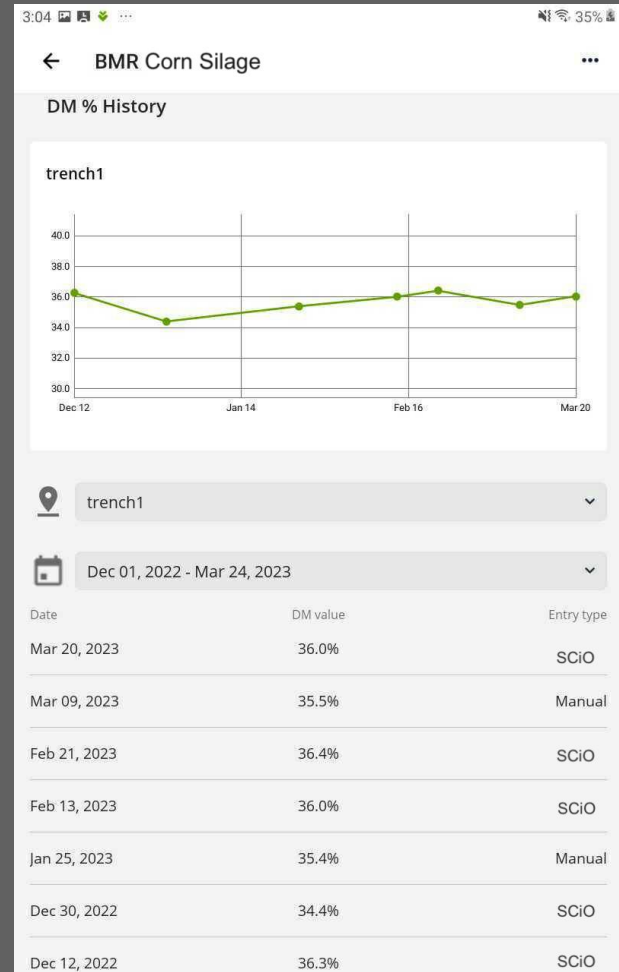 3:04 ... 35%
BMR Corn Silage ...
DM % History
trench1
40.0
38.0
36.0
34.0
32.0
30.0
Dec 12 Jan 14 Feb 16 Mar 20
trench1
Dec 01, 2022 - Mar 24, 2023
Date DM value Entry type
Mar 20, 2023 36.0% SCiO
Mar 09, 2023 35.5% Manual
Feb 21, 2023 36.4% SCiO
Feb 13, 2023 36.0% SCiO
Jan 25, 2023 35.4% Manual
Dec 30, 2022 34.4% SCiO
Dec 12, 2022 36.3% SCiO